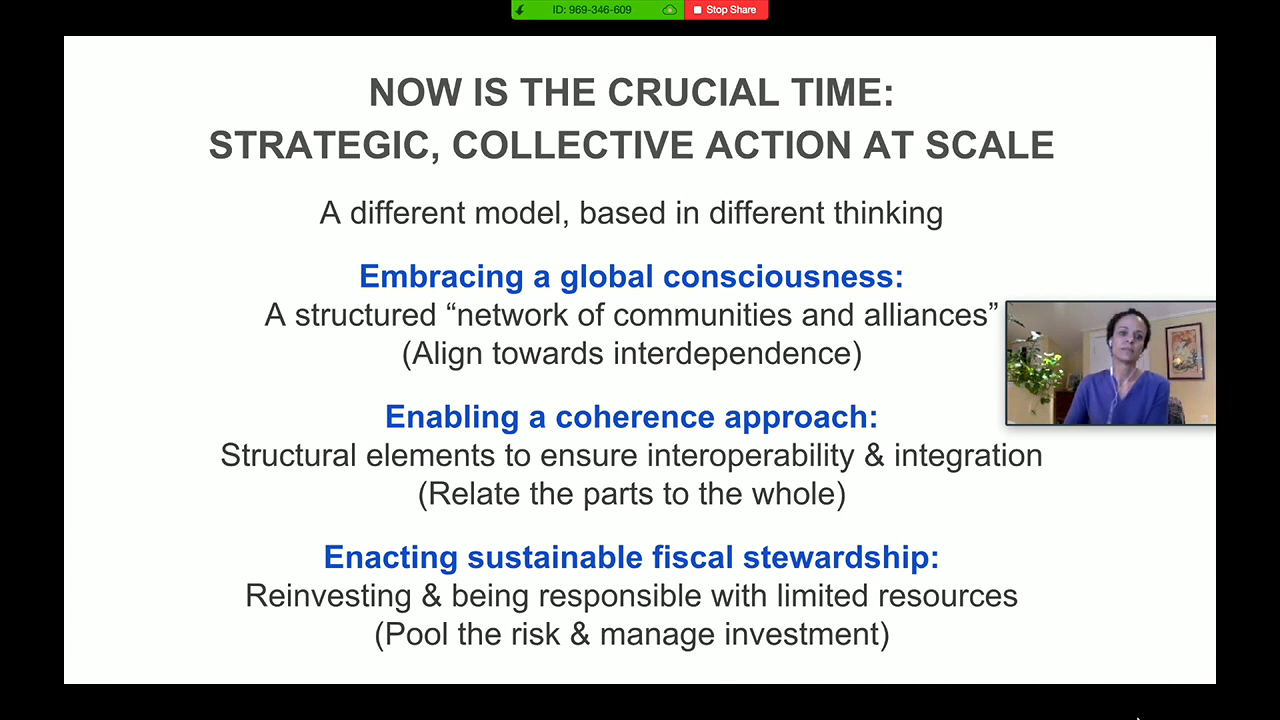 ID: 969-346-609
Stop Share
NOW IS THE CRUCIAL TIME:
STRATEGIC, COLLECTIVE ACTION AT SCALE
A different model, based in different thinking
Embracing a global consciousness:
A structured “network of communities and alliances”
(Align towards interdependence)
Enabling a coherence approach:
Structural elements to ensure interoperability & integration
(Relate the parts to the whole)
Enacting sustainable fiscal stewardship:
Reinvesting & being responsible with limited resources
(Pool the risk & manage investment)